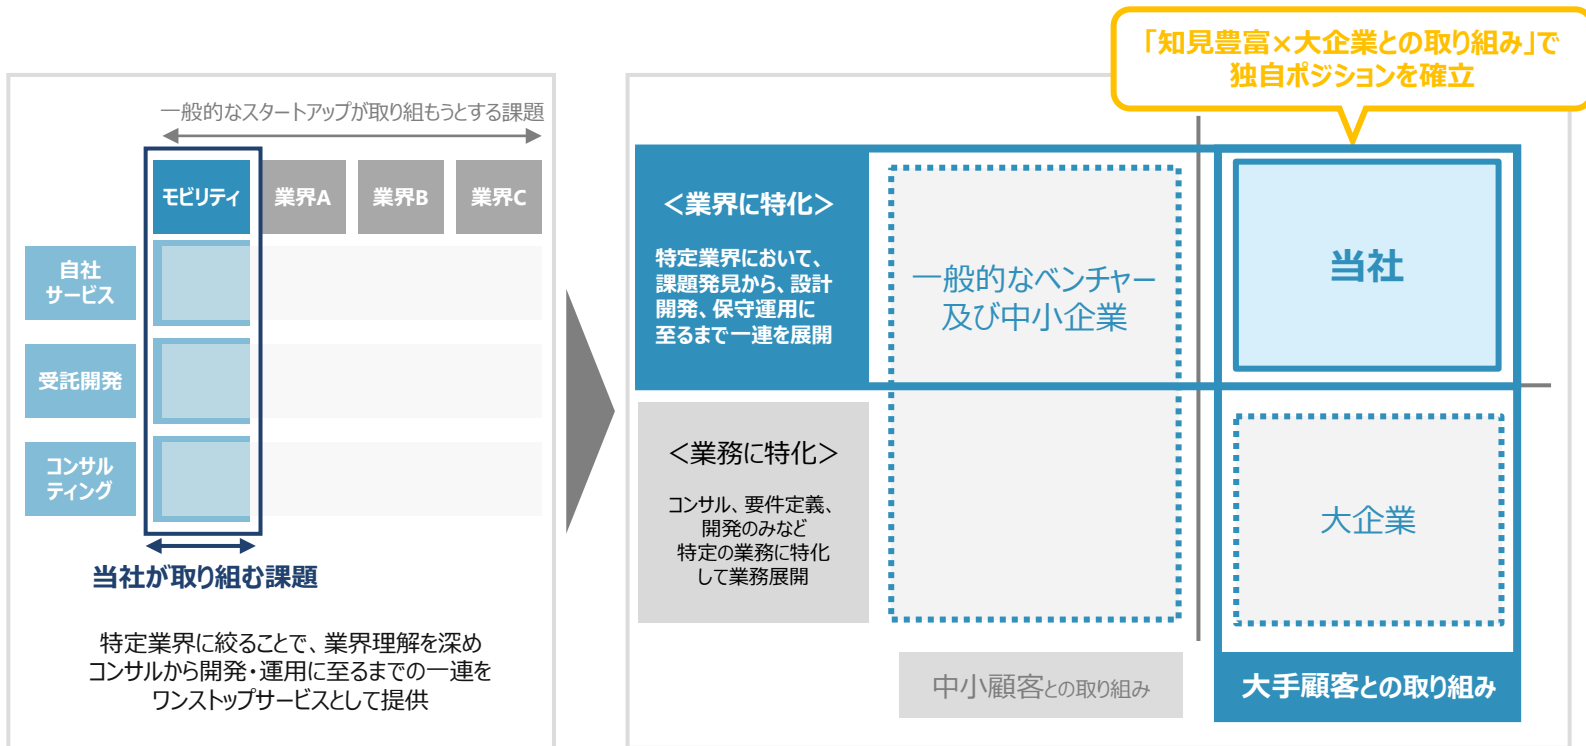 「知見豊富×大企業との取り組み」で
独自ポジションを確立
一般的なスタートアップが取り組もうとする課題
モビリティ
業界A
業界B
業界C
自社
サービス
受託開発
コンサル
ティング
当社が取り組む課題
特定業界に絞ることで、業界理解を深め
コンサルから開発・運用に至るまでの一連を
ワンストップサービスとして提供
＜業界に特化＞
特定業界において、
課題発見から、設計
開発、保守運用に
至るまで一連を展開
一般的なベンチャー
及び中小企業
当社
＜業務に特化＞
コンサル、要件定義、
開発のみなど
特定の業務に特化
して業務展開
大企業
中小顧客との取り組み
大手顧客との取り組み